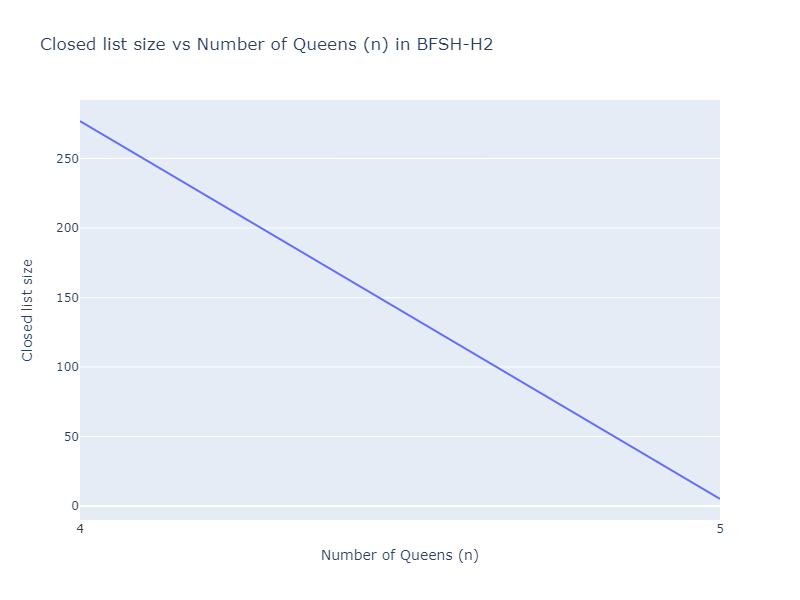 Closed list size vs Number of Queens (n) in BFSH-H2
Closed list size
250
200
150
100
50
0
4
5
Number of Queens (n)